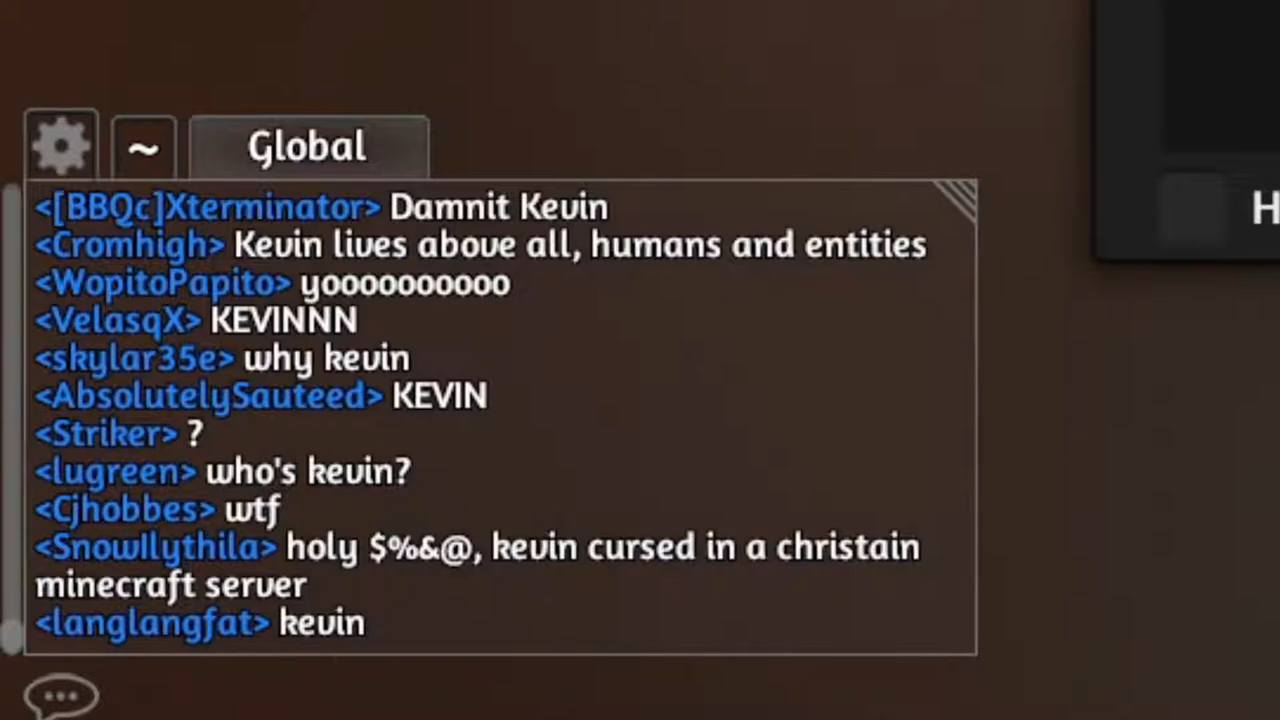 ~ Global
<[BBQc]Xterminator> Damnit Kevin
H
<Cromhigh> Kevin lives above all, humans and entities
<WopitoPapito> yoooooooooo
<VelasqX> KEVINNN
<skylar35e> why kevin
<AbsolutelySauteed> KEVIN
<Striker> ?
<lugreen> who's kevin?
<Cjhobbes> wtf
<SnowIlythila> holy $%&@, kevin cursed in a christain
minecraft server
<langlangfat> kevin